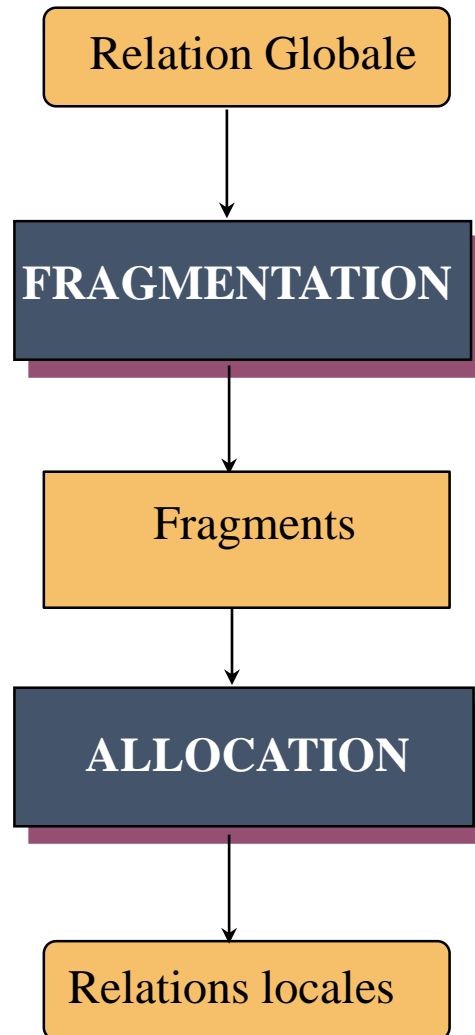 Relation Globale
FRAGMENTATION
Fragments
ALLOCATION
Relations locales